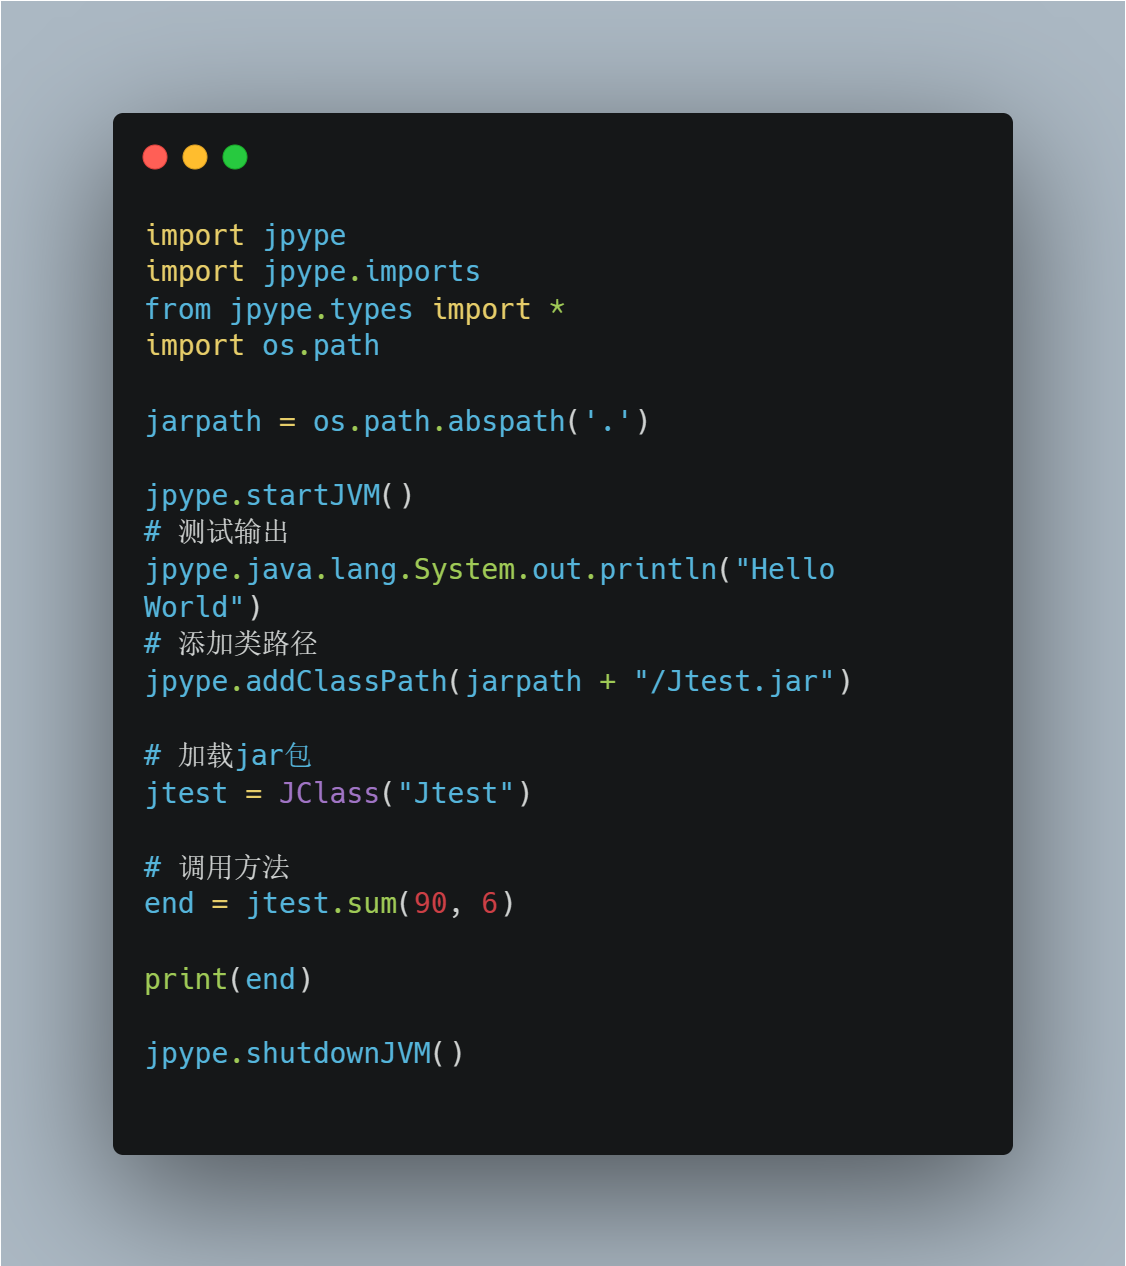 import jpype
import jpype.imports
from jpype.types import *
import os.path
jarpath = os.path.abspath('.')
jpype.startJVM()
# 测试输出
jpype.java.lang.System.out.println("Hello
World")
# 添加类路径
jpype.addClassPath(jarpath + "/Jtest.jar")
# 加载jar包
jtest = JClass("Jtest")
# 调用方法
end = jtest.sum(90, 6)
print(end)
jpype.shutdownJVM()